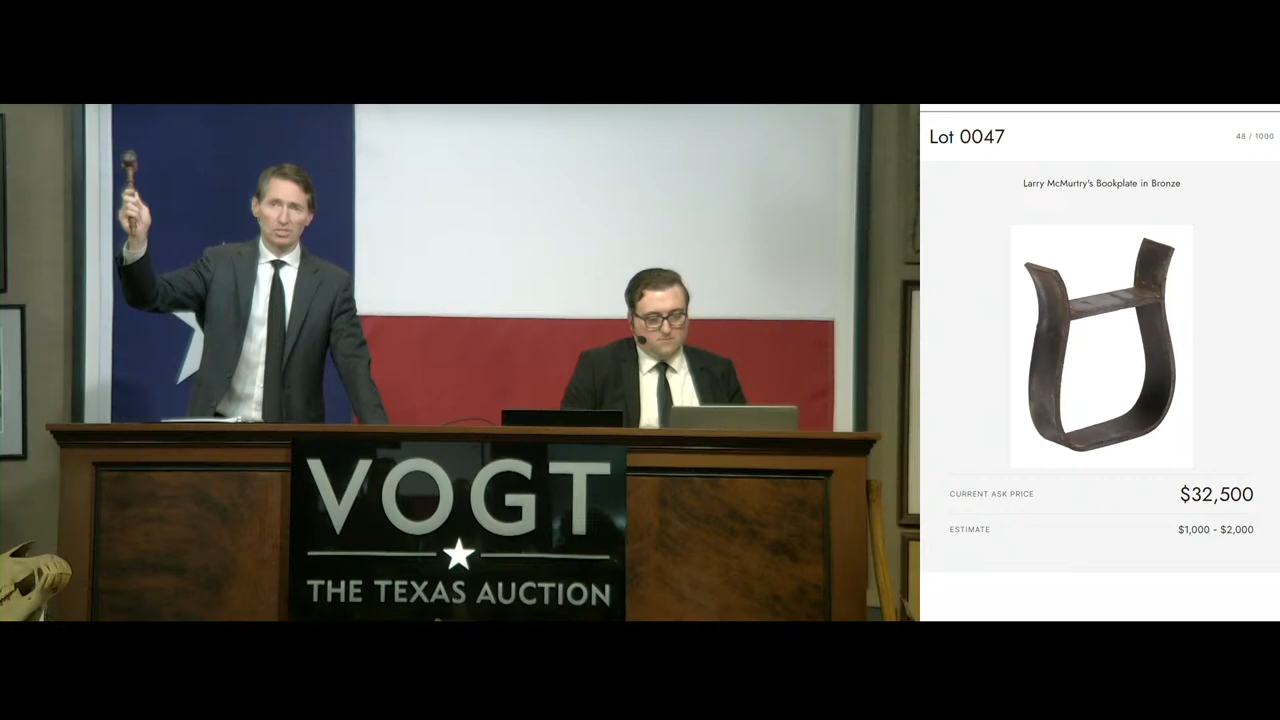 VOGT
THE TEXAS AUCTION
Lot 0047
48 / 1000
Larry McMurtry's Bookplate in Bronze
CURRENT ASK PRICE
$32,500
ESTIMATE
$1,000 - $2,000